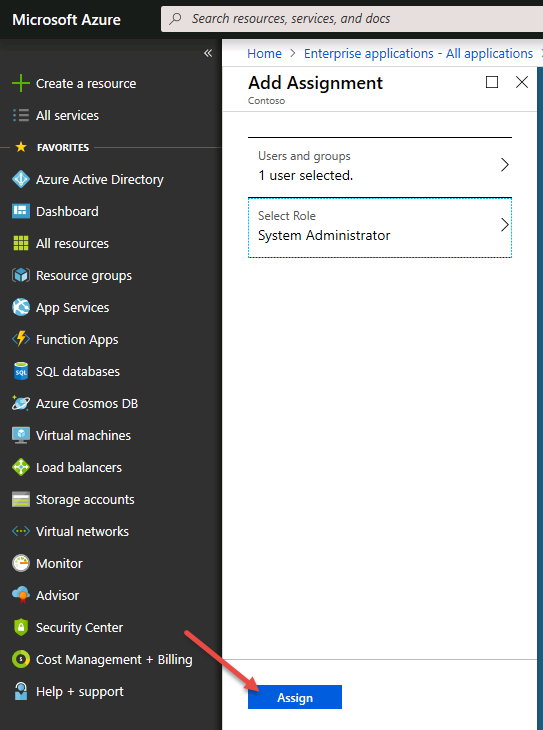 Microsoft Azure
Search resources, services, and docs
«
Create a resource
All services
FAVORITES
Azure Active Directory
Dashboard
All resources
Resource groups
App Services
Function Apps
SQL databases
Azure Cosmos DB
Virtual machines
Load balancers
Storage accounts
Virtual networks
Monitor
Advisor
Security Center
Cost Management + Billing
Help + support
Home > Enterprise applications - All applications >
Add Assignment
Contoso
Users and groups
1 user selected.
Select Role
System Administrator
Assign